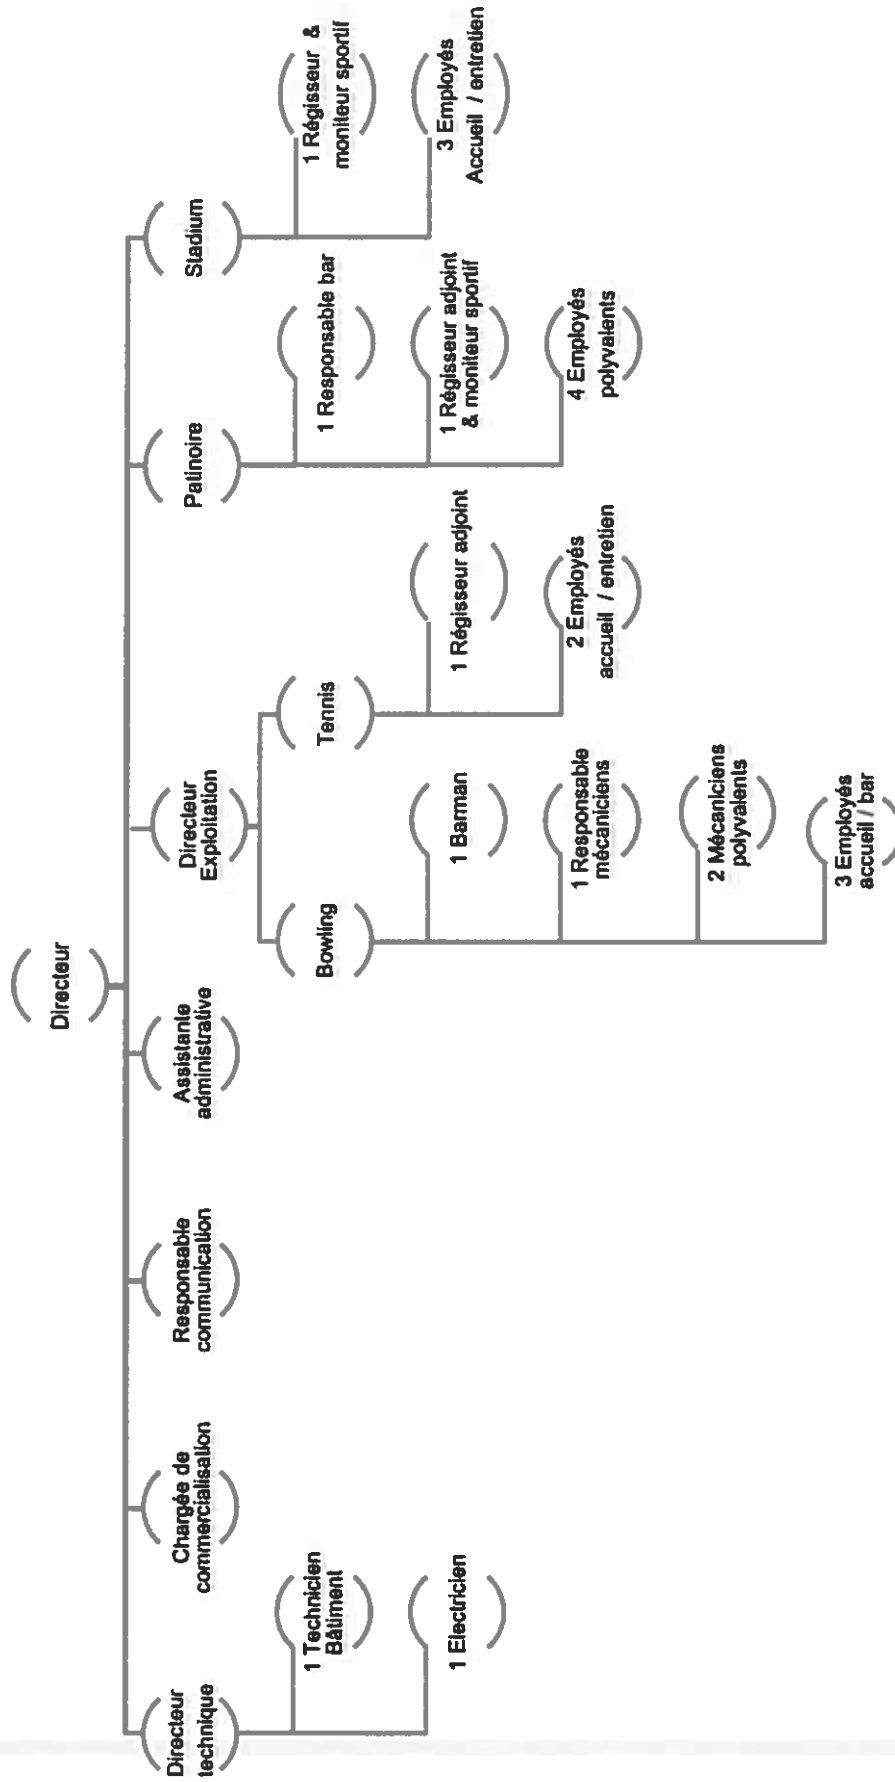 Directeur
Directeur
technique
Chargée de
commercialisation
Responsable
communication
Assistante
administrative
Directeur
Exploitation
Patinoire
Stadium
1 Technicien
Bâtiment
1 Electricien
Bowling
Tennis
1 Barman
1 Responsable
mécaniciens
2 Mécaniciens
polyvalents
3 Employés
accueil / bar
1 Régisseur adjoint
2 Employés
accueil / entretien
1 Responsable bar
1 Régisseur adjoint
& moniteur sportif
4 Employés
polyvalents
1 Régisseur &
moniteur sportif
3 Employés
Accueil / entretien